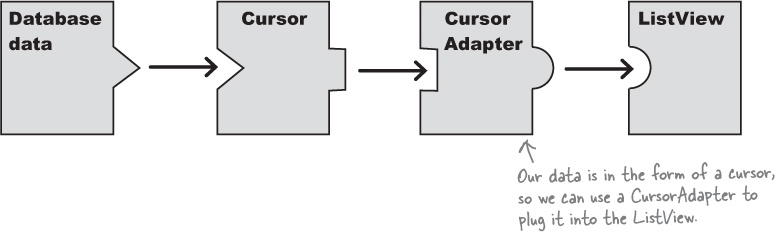 Database
data
Cursor
Cursor
Adapter
ListView
Our data is in the form of a cursor,
so we can use a CursorAdapter to
plug it into the ListView.